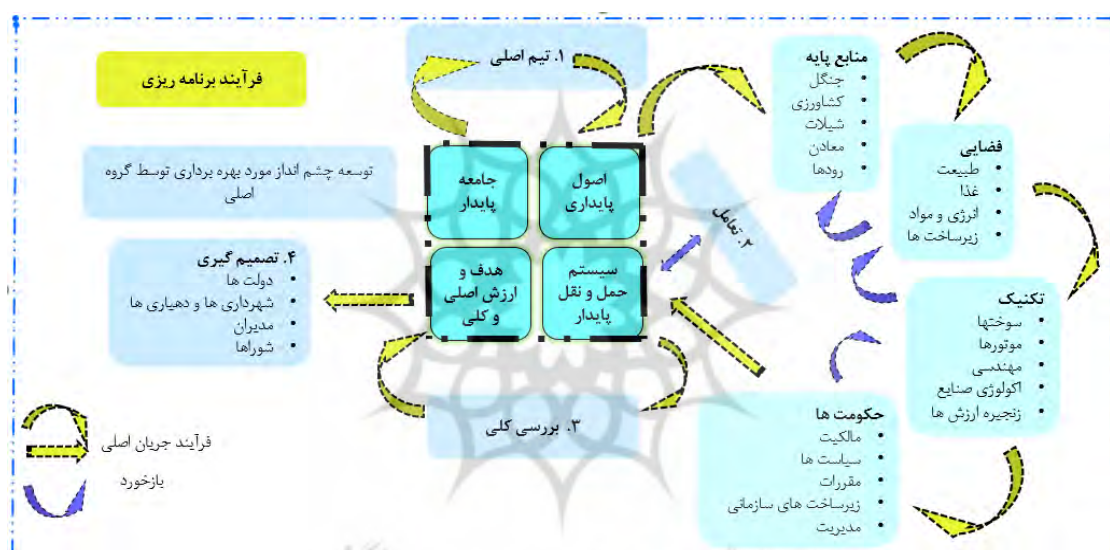 فرآیند برنامه ریزی
۱. تیم اصلی
توسعه چشم انداز مورد بهره برداری توسط گروه
اصلی
اصول
پایداری
جامعه
پایدار
سیستم
حمل و نقل
پایدار
هدف و
ارزش اصلی
و کلی
۲. تعامل
منابع پایه
• جنگل
• کشاورزی
• شیلات
• معادن
• رودها
فضایی
• طبیعت
• غذا
• انرژی و مواد
• زیرساخت ها
تکنیک
• سوختها
• موتورها
• مهندسی
• اکولوژی صنایع
• زنجیره ارزش ها
حکومت ها
• مالکیت
• سیاست ها
• مقررات
• زیرساخت های سازمانی
• مدیریت
۳. بررسی کلی
۴. تصمیم گیری
• دولت ها
• شهرداری ها و دهیاری ها
• مدیران
• شوراها
فرآیند جریان اصلی
بازخورد